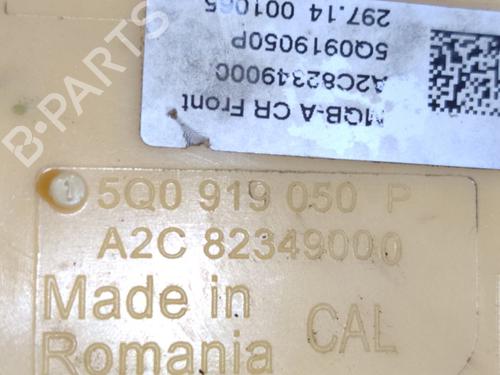 297.14 001065
5Q0919050P
A2C82349000
MQB-A CR Front
B-PARTS
5Q0 919 050 P
A2C 82349000
Made in
Romania
CAL